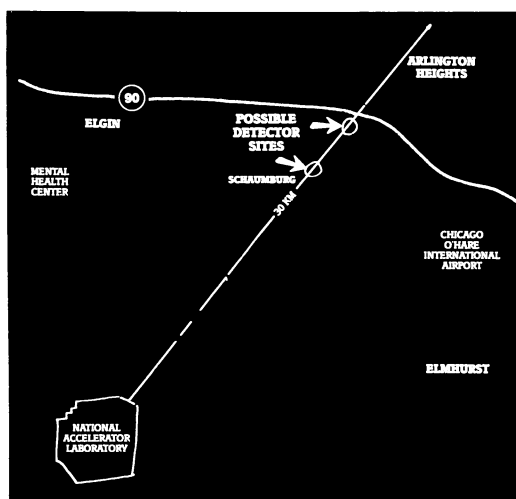 ARLINGTON
HEIGHTS
90
ELGIN
POSSIBLE
DETECTOR
SITES
MENTAL
HEALTH
CENTER
SCHAUMBURG
30 KM
CHICAGO
O'HARE
INTERNATIONAL
AIRPORT
ELMHURST
NATIONAL
ACCELERATOR
LABORATORY